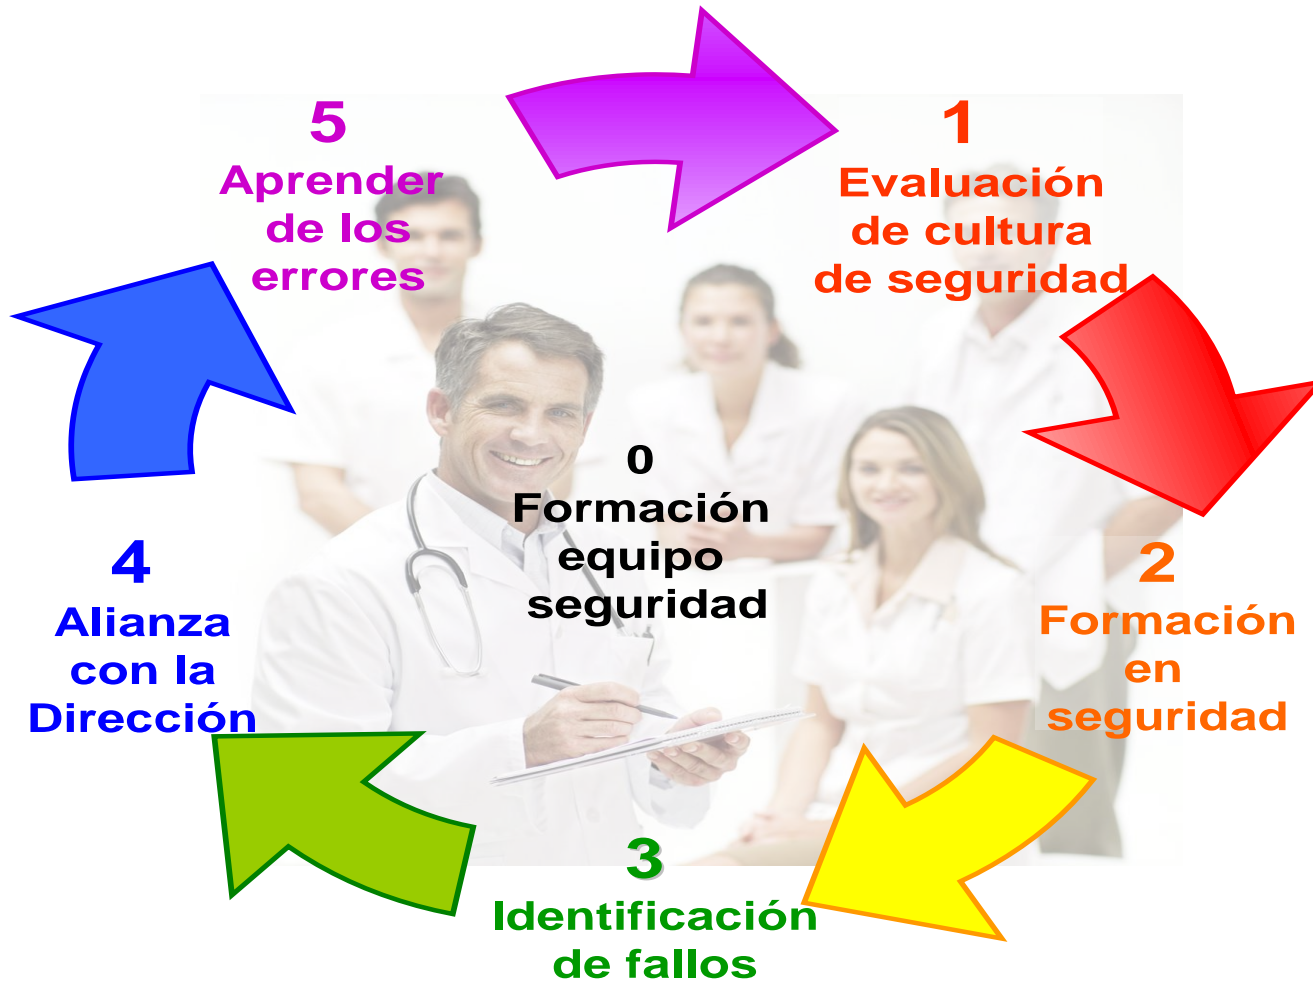 0
Formación
equipo
seguridad
1
Evaluación
de cultura
de seguridad
2
Formación
en
seguridad
3
Identificación
de fallos
4
Alianza
con la
Dirección
5
Aprender
de los
errores